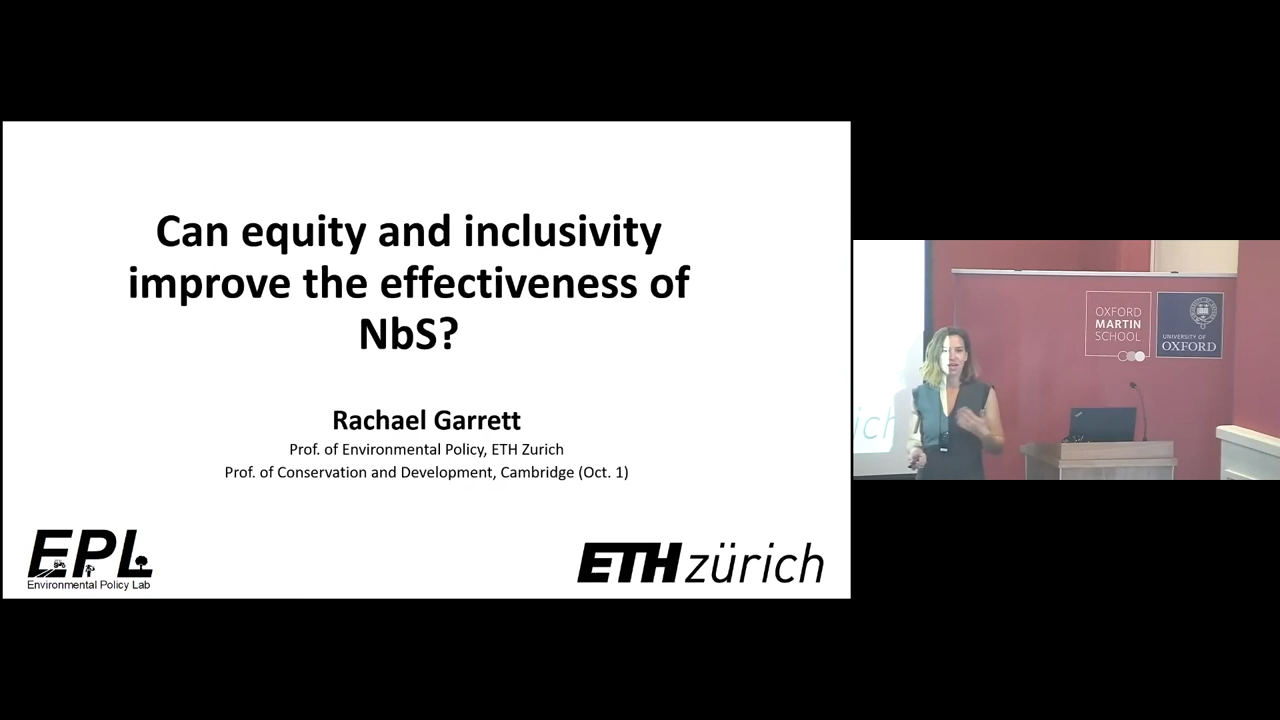 Can equity and inclusivity
improve the effectiveness of
NbS?
Rachael Garrett
Prof. of Environmental Policy, ETH Zurich
Prof. of Conservation and Development, Cambridge (Oct. 1)
EPL
Environmental Policy Lab
ETH zürich
ich
OXFORD
MARTIN
SCHOOL
UNIVERSITY OF
OXFORD